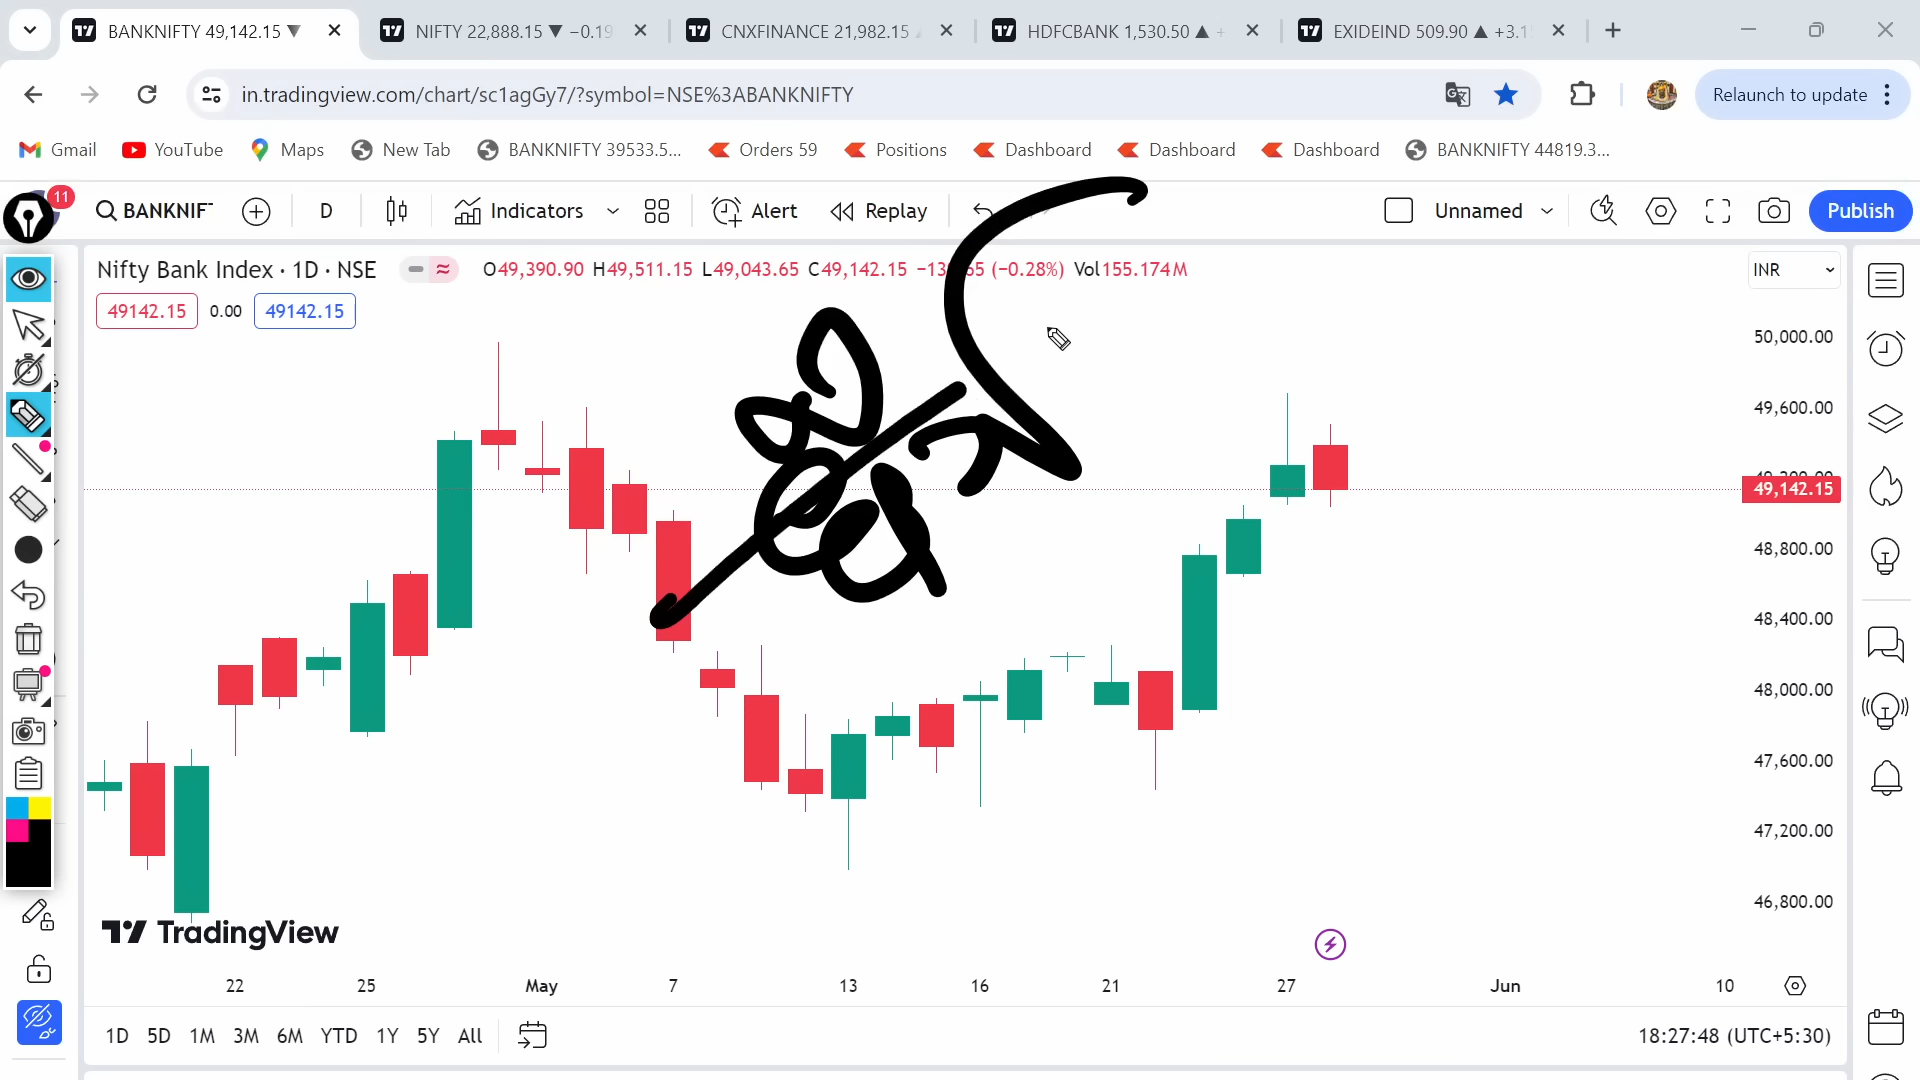 BANKNIFTY 49,142.15 ▼
NIFTY 22,888.15 ▼ −0.19
CNXFINANCE 21,982.15
HDFCBANK 1,530.50 ▲ +
EXIDEIND 509.90 ▲ +3.1
in.tradingview.com/chart/sc1agGy7/?symbol=NSE%3ABANKNIFTY
Relaunch to update
Gmail
YouTube
Maps
New Tab
BANKNIFTY 39533.5...
Orders 59
Positions
Dashboard
Dashboard
Dashboard
BANKNIFTY 44819.3...
11
BANKNIF
D
Indicators
Alert
Replay
Unnamed
Publish
Nifty Bank Index · 1D · NSE
O49,390.90 H49,511.15 L49,043.65 C49,142.15 (−0.28%) Vol155.174M
INR
49142.15
0.00
49142.15
50,000.00
49,600.00
49,142.15
48,800.00
48,400.00
48,000.00
47,600.00
47,200.00
46,800.00
TradingView
22
25
May
7
13
16
21
27
Jun
10
1D
5D
1M
3M
6M
YTD
1Y
5Y
All
18:27:48 (UTC+5:30)